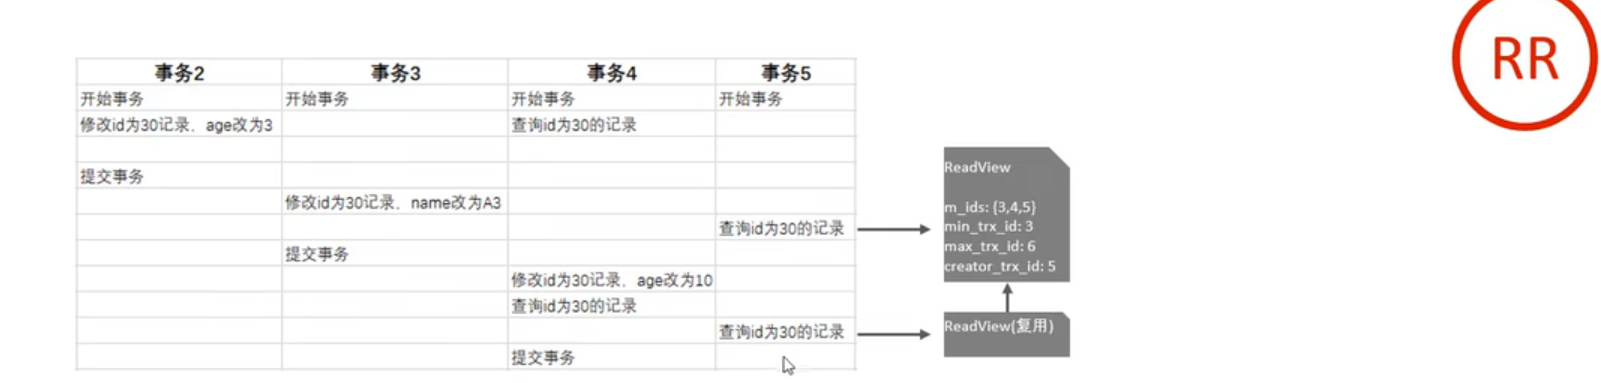 RR
事务2 事务3 事务4 事务5
开始事务 开始事务 开始事务 开始事务
修改id为30记录，age改为3 查询id为30的记录
提交事务
修改id为30记录，name改为A3
查询id为30的记录
提交事务
修改id为30记录，age改为10
查询id为30的记录
查询id为30的记录
提交事务
ReadView
m_ids: {3,4,5}
min_trx_id: 3
max_trx_id: 6
creator_trx_id: 5
ReadView(复用)